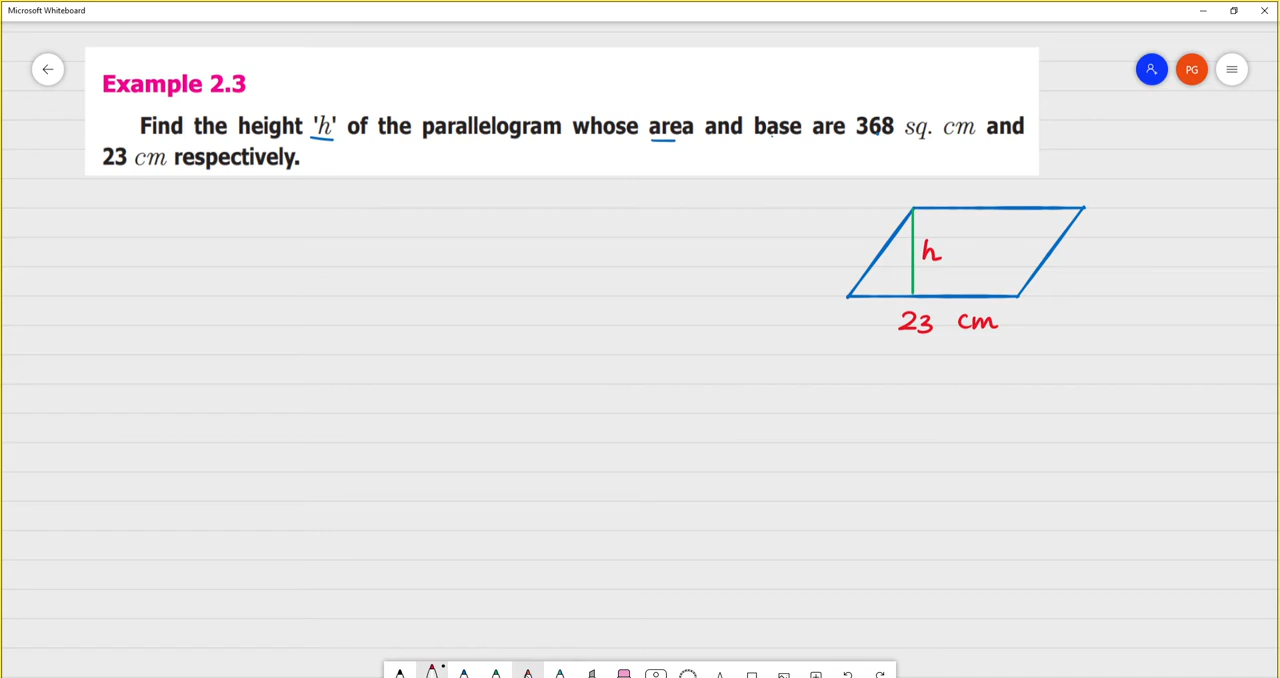 Microsoft Whiteboard
PG
Example 2.3
Find the height 'h' of the parallelogram whose area and base are 368 sq. cm and
23 cm respectively.
h
23 cm